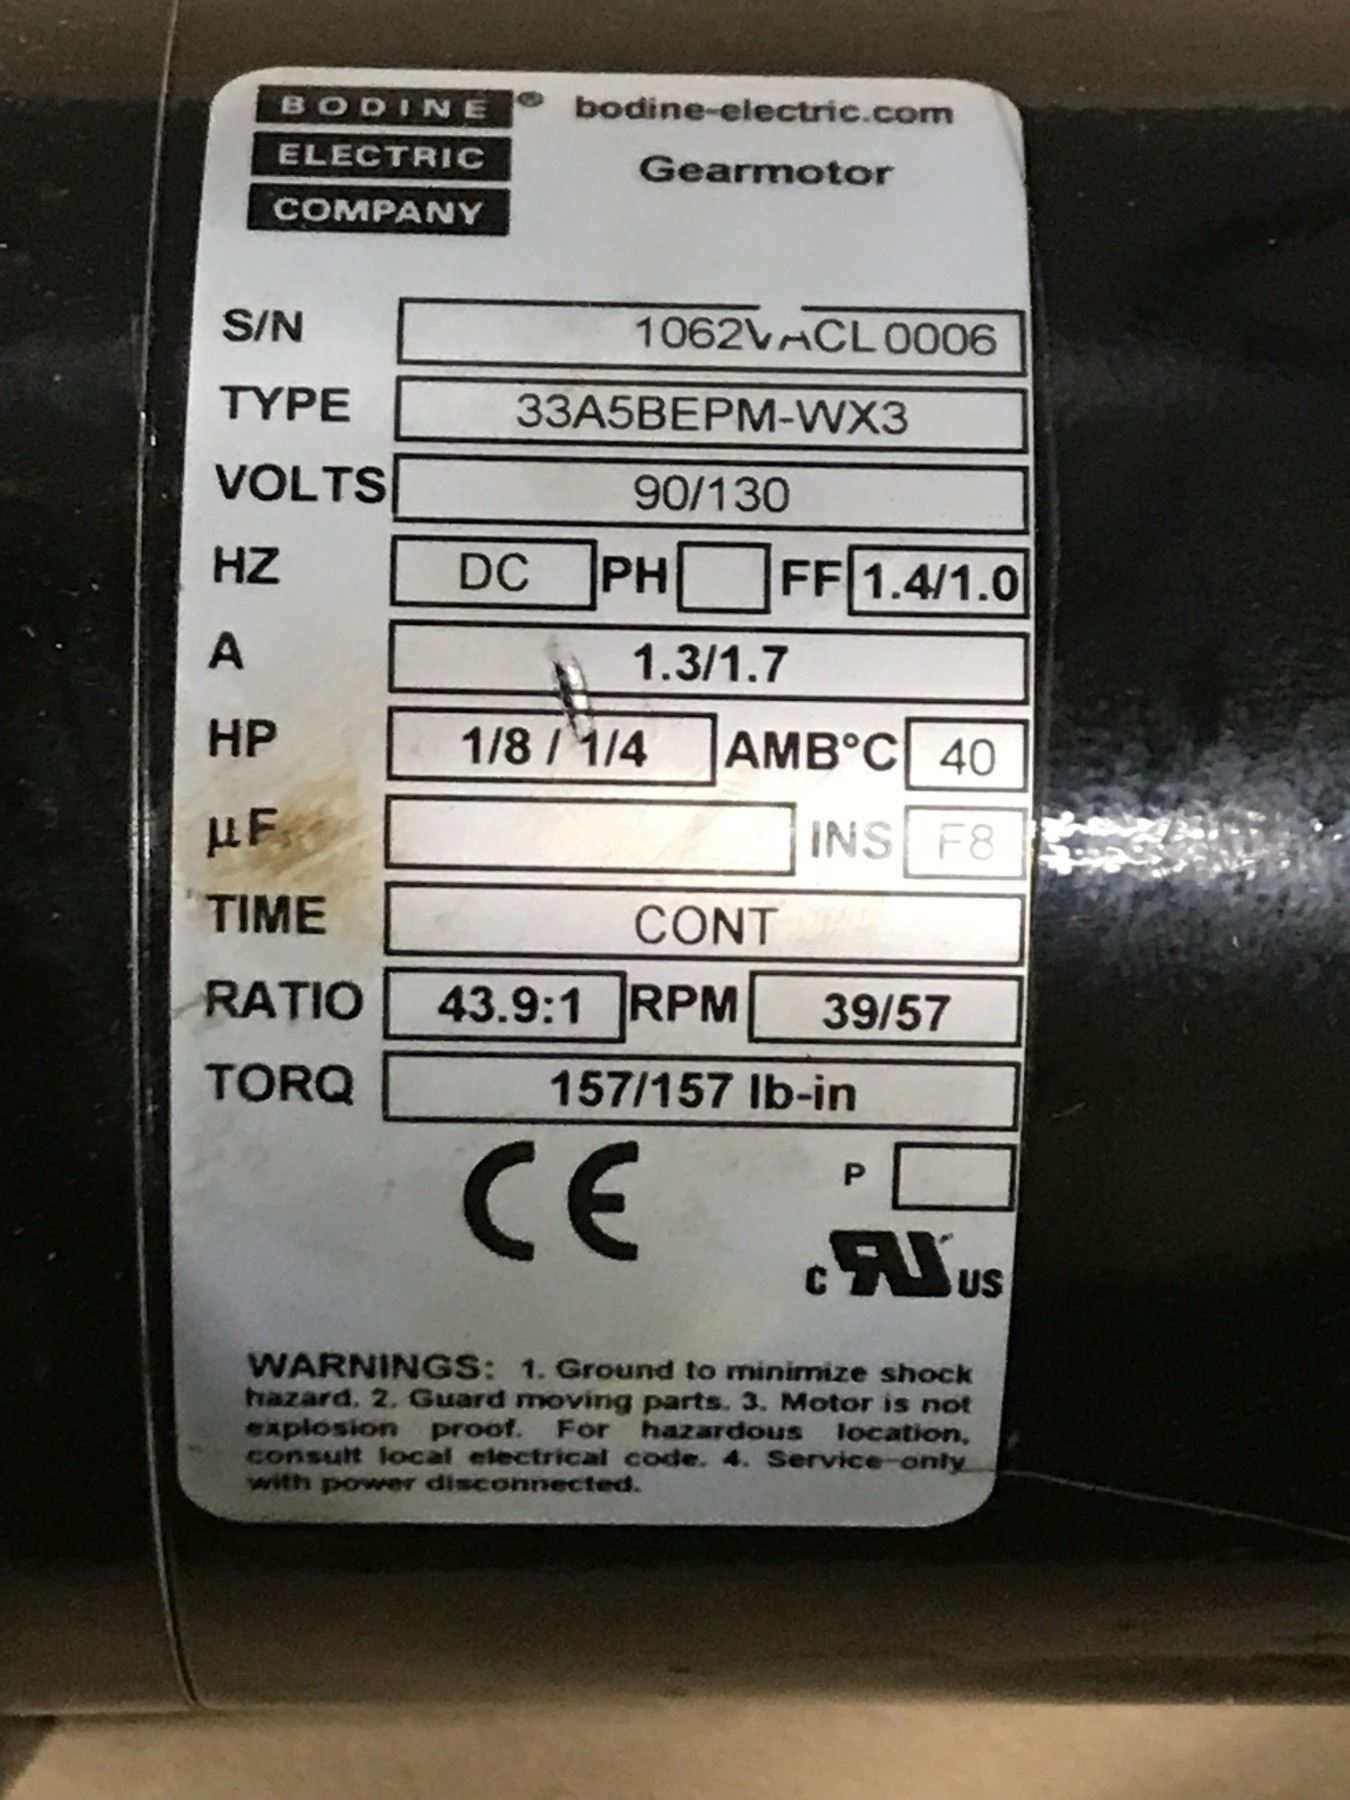 BODINE® bodine-electric.com
ELECTRIC
Gearmotor
COMPANY
S/N 1062VACL0006
TYPE 33A5BEPM-WX3
VOLTS 90/130
HZ DC PH FF 1.4/1.0
A 1.3/1.7
HP 1/8 / 1/4 AMB°C 40
µF INS F8
TIME CONT
RATIO 43.9:1 RPM 39/57
TORQ 157/157 lb-in
CE P
c RU US
WARNINGS: 1. Ground to minimize shock
hazard. 2. Guard moving parts. 3. Motor is not
explosion proof. For hazardous location,
consult local electrical code. 4. Service only
with power disconnected.